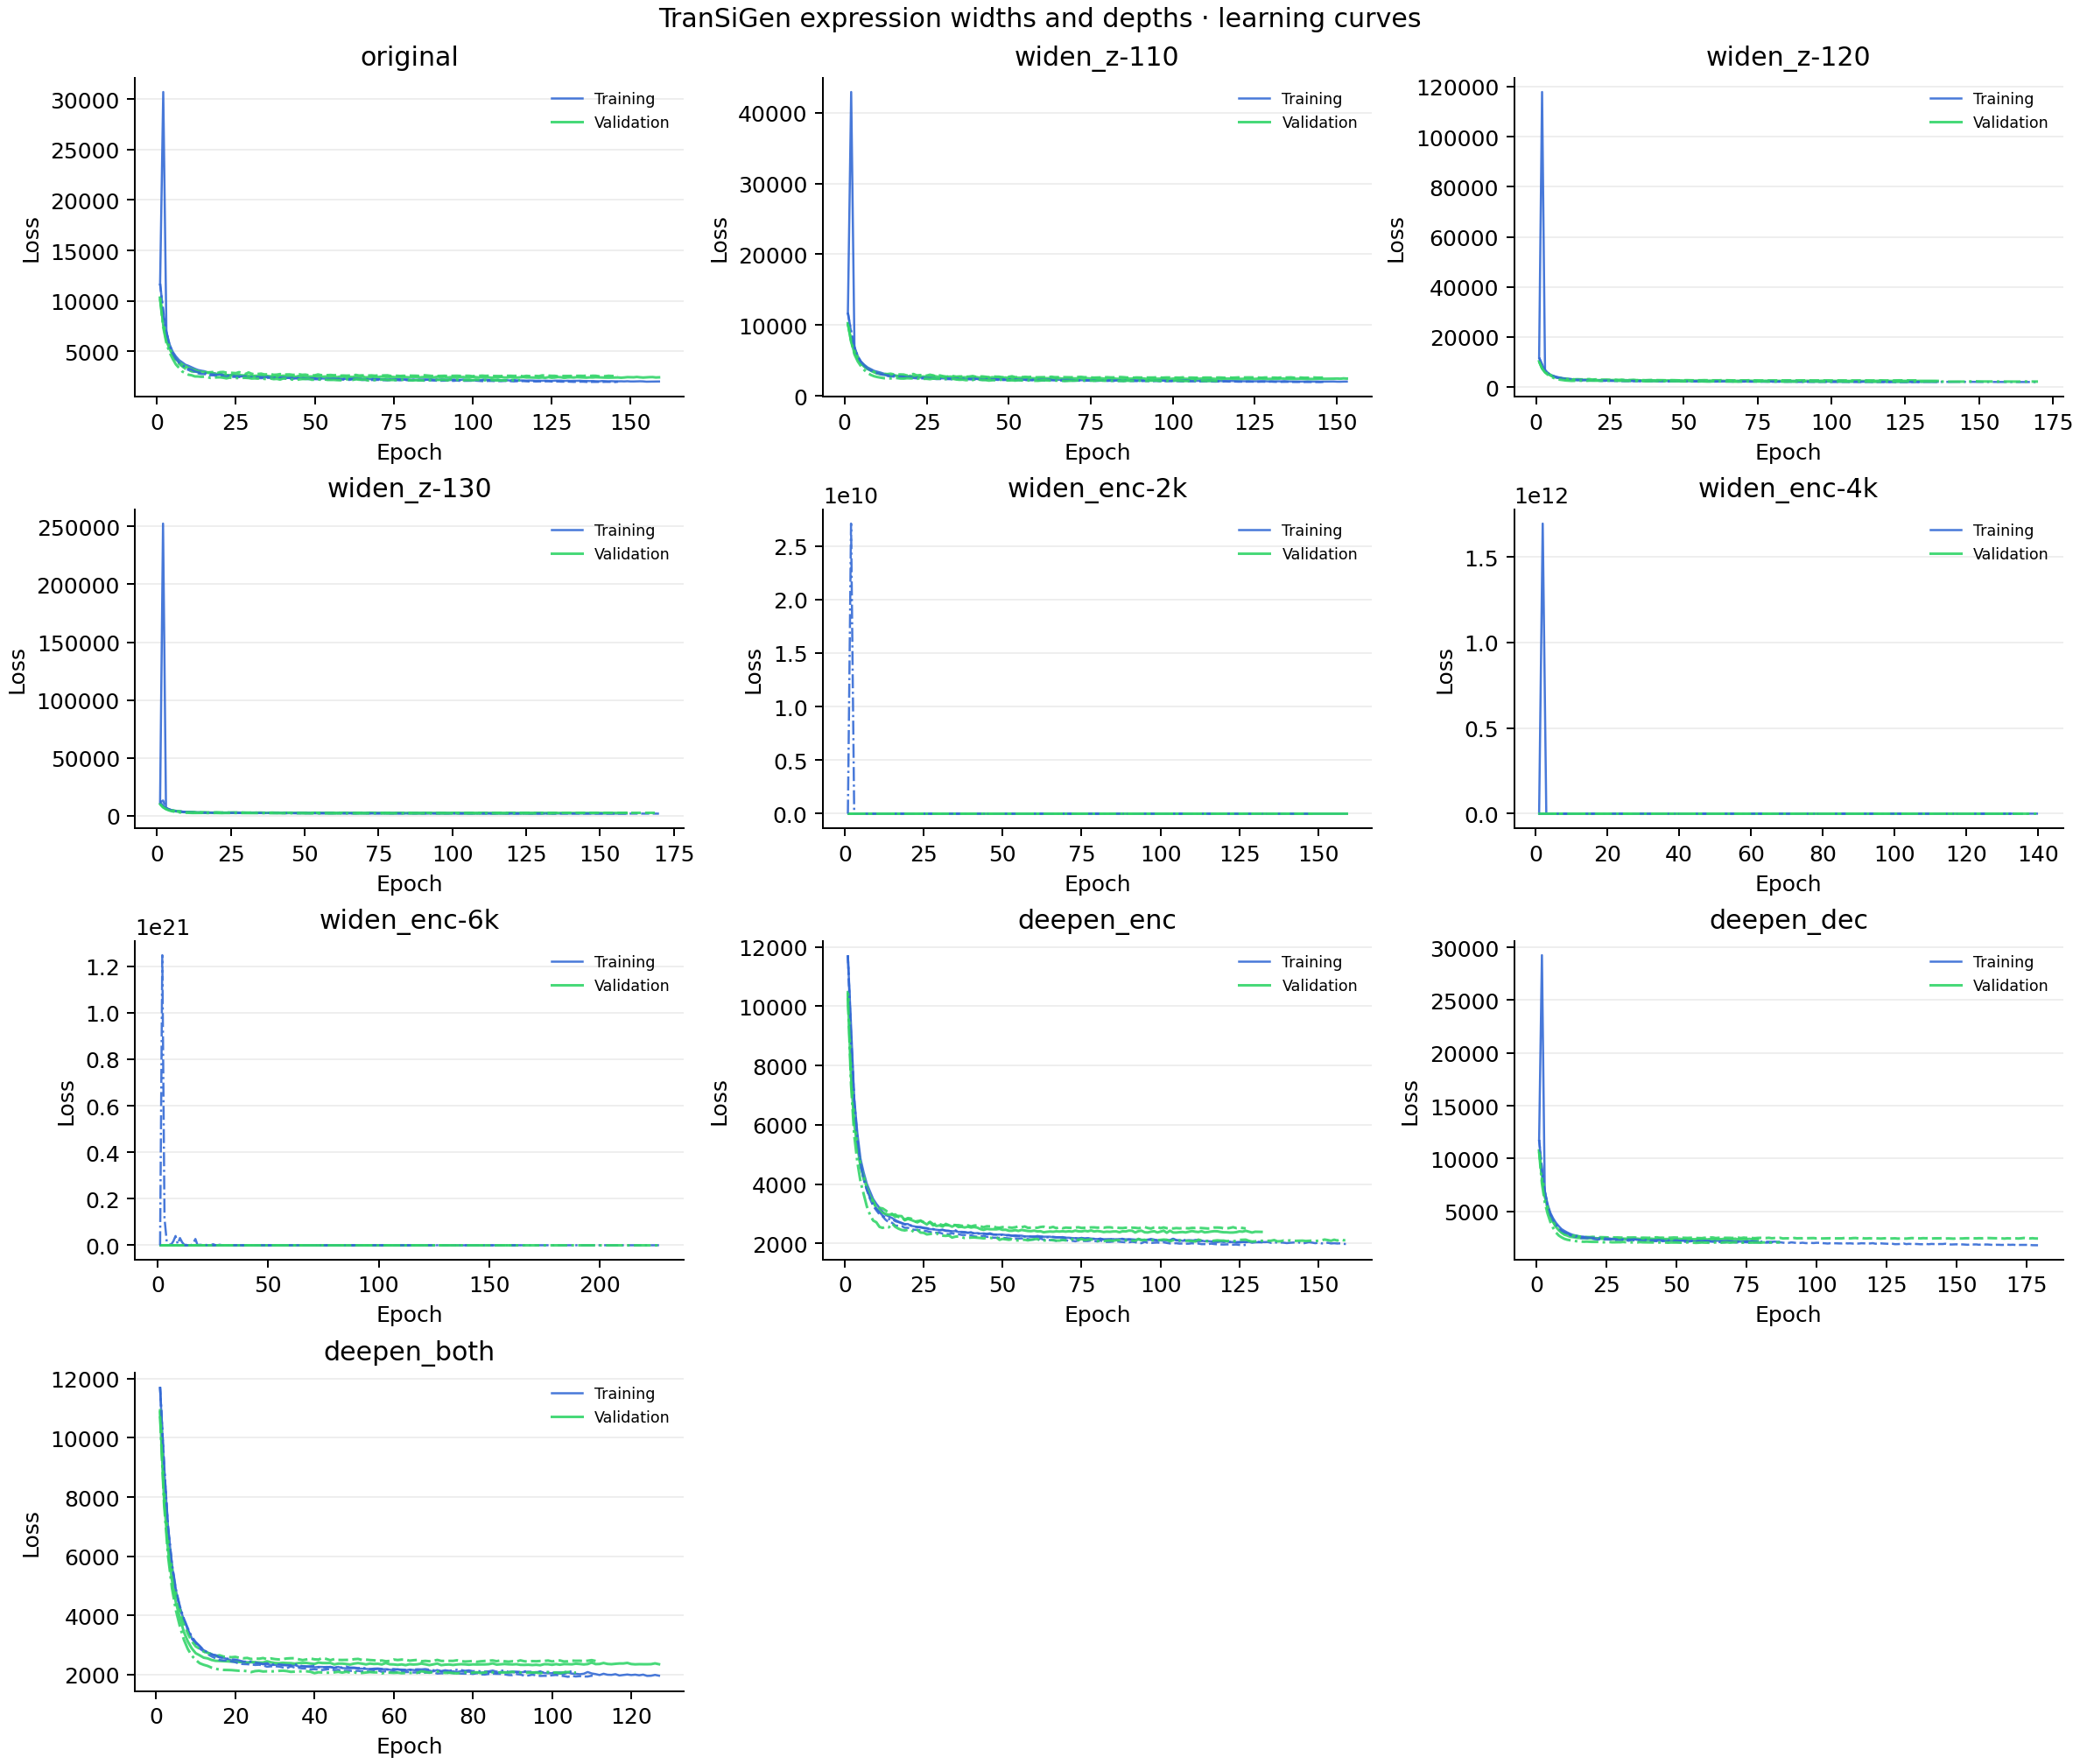 TranSiGen expression widths and depths · learning curves
original
30000
25000
20000
15000
10000
5000
Loss
0 25 50 75 100 125 150
Epoch
Training
Validation
widen_z-110
40000
30000
20000
10000
0
Loss
0 25 50 75 100 125 150
Epoch
Training
Validation
widen_z-120
120000
100000
80000
60000
40000
20000
0
Loss
0 25 50 75 100 125 150 175
Epoch
Training
Validation
widen_z-130
250000
200000
150000
100000
50000
0
Loss
0 25 50 75 100 125 150 175
Epoch
Training
Validation
widen_enc-2k
1e10
2.5
2.0
1.5
1.0
0.5
0.0
Loss
0 25 50 75 100 125 150
Epoch
Training
Validation
widen_enc-4k
1e12
1.5
1.0
0.5
0.0
Loss
0 20 40 60 80 100 120 140
Epoch
Training
Validation
widen_enc-6k
1e21
1.2
1.0
0.8
0.6
0.4
0.2
0.0
Loss
0 50 100 150 200
Epoch
Training
Validation
deepen_enc
12000
10000
8000
6000
4000
2000
Loss
0 25 50 75 100 125 150
Epoch
Training
Validation
deepen_dec
30000
25000
20000
15000
10000
5000
Loss
0 25 50 75 100 125 150 175
Epoch
Training
Validation
deepen_both
12000
10000
8000
6000
4000
2000
Loss
0 20 40 60 80 100 120
Epoch
Training
Validation